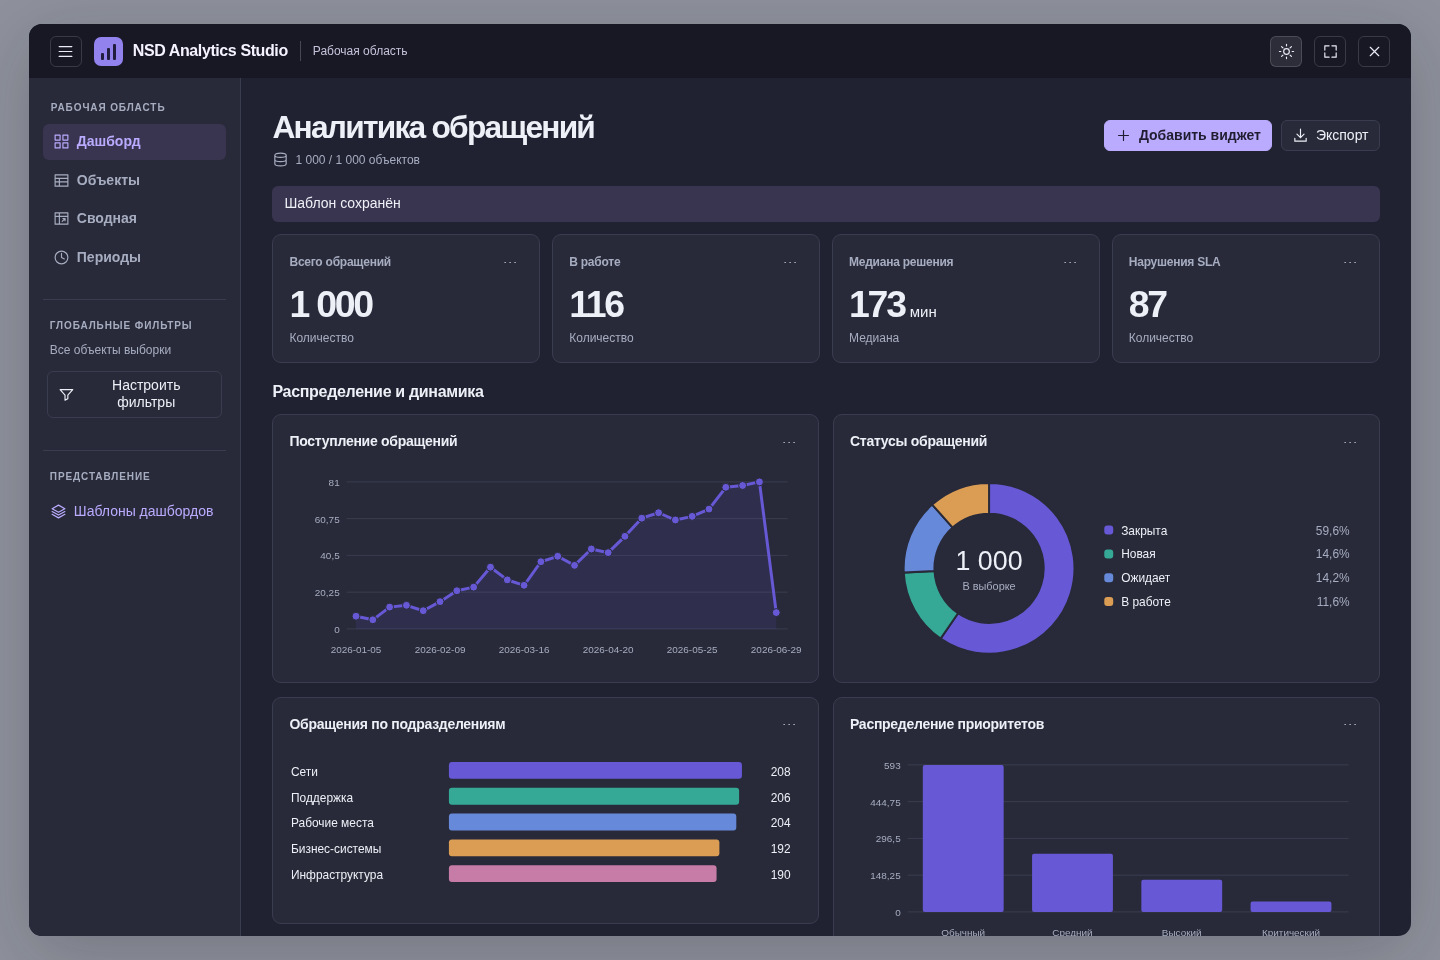 NSD Analytics Studio
Рабочая область
РАБОЧАЯ ОБЛАСТЬ
Дашборд
Объекты
Сводная
Периоды
ГЛОБАЛЬНЫЕ ФИЛЬТРЫ
Все объекты выборки
Настроить
фильтры
ПРЕДСТАВЛЕНИЕ
Шаблоны дашбордов
Аналитика обращений
1 000 / 1 000 объектов
Добавить виджет
Экспорт
Шаблон сохранён
Всего обращений
1 000
Количество
В работе
116
Количество
Медиана решения
173 мин
Медиана
Нарушения SLA
87
Количество
Распределение и динамика
Поступление обращений
81
60,75
40,5
20,25
0
2026-01-05 2026-02-09 2026-03-16 2026-04-20 2026-05-25 2026-06-29
Статусы обращений
1 000
В выборке
Закрыта 59,6%
Новая 14,6%
Ожидает 14,2%
В работе 11,6%
Обращения по подразделениям
Сети 208
Поддержка 206
Рабочие места 204
Бизнес-системы 192
Инфраструктура 190
Распределение приоритетов
593
444,75
296,5
148,25
0
Обычный Средний Высокий Критический